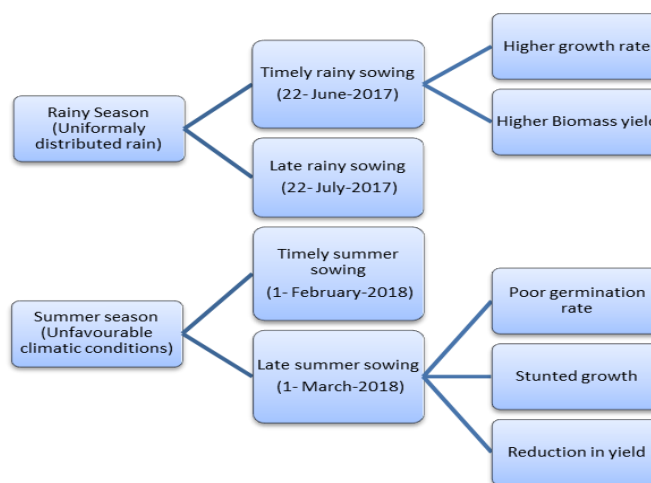 Higher growth rate
Timely rainy sowing
(22- June-2017)
Rainy Season
(Uniformaly
distributed rain)
Higher Biomass yield
Late rainy sowing
(22- July-2017)
Timely summer
sowing
(1- February-2018)
Poor germination
rate
Summer season
(Unfavourable
climatic conditions)
Late summer sowing
(1- March-2018)
Stunted growth
Reduction in yield